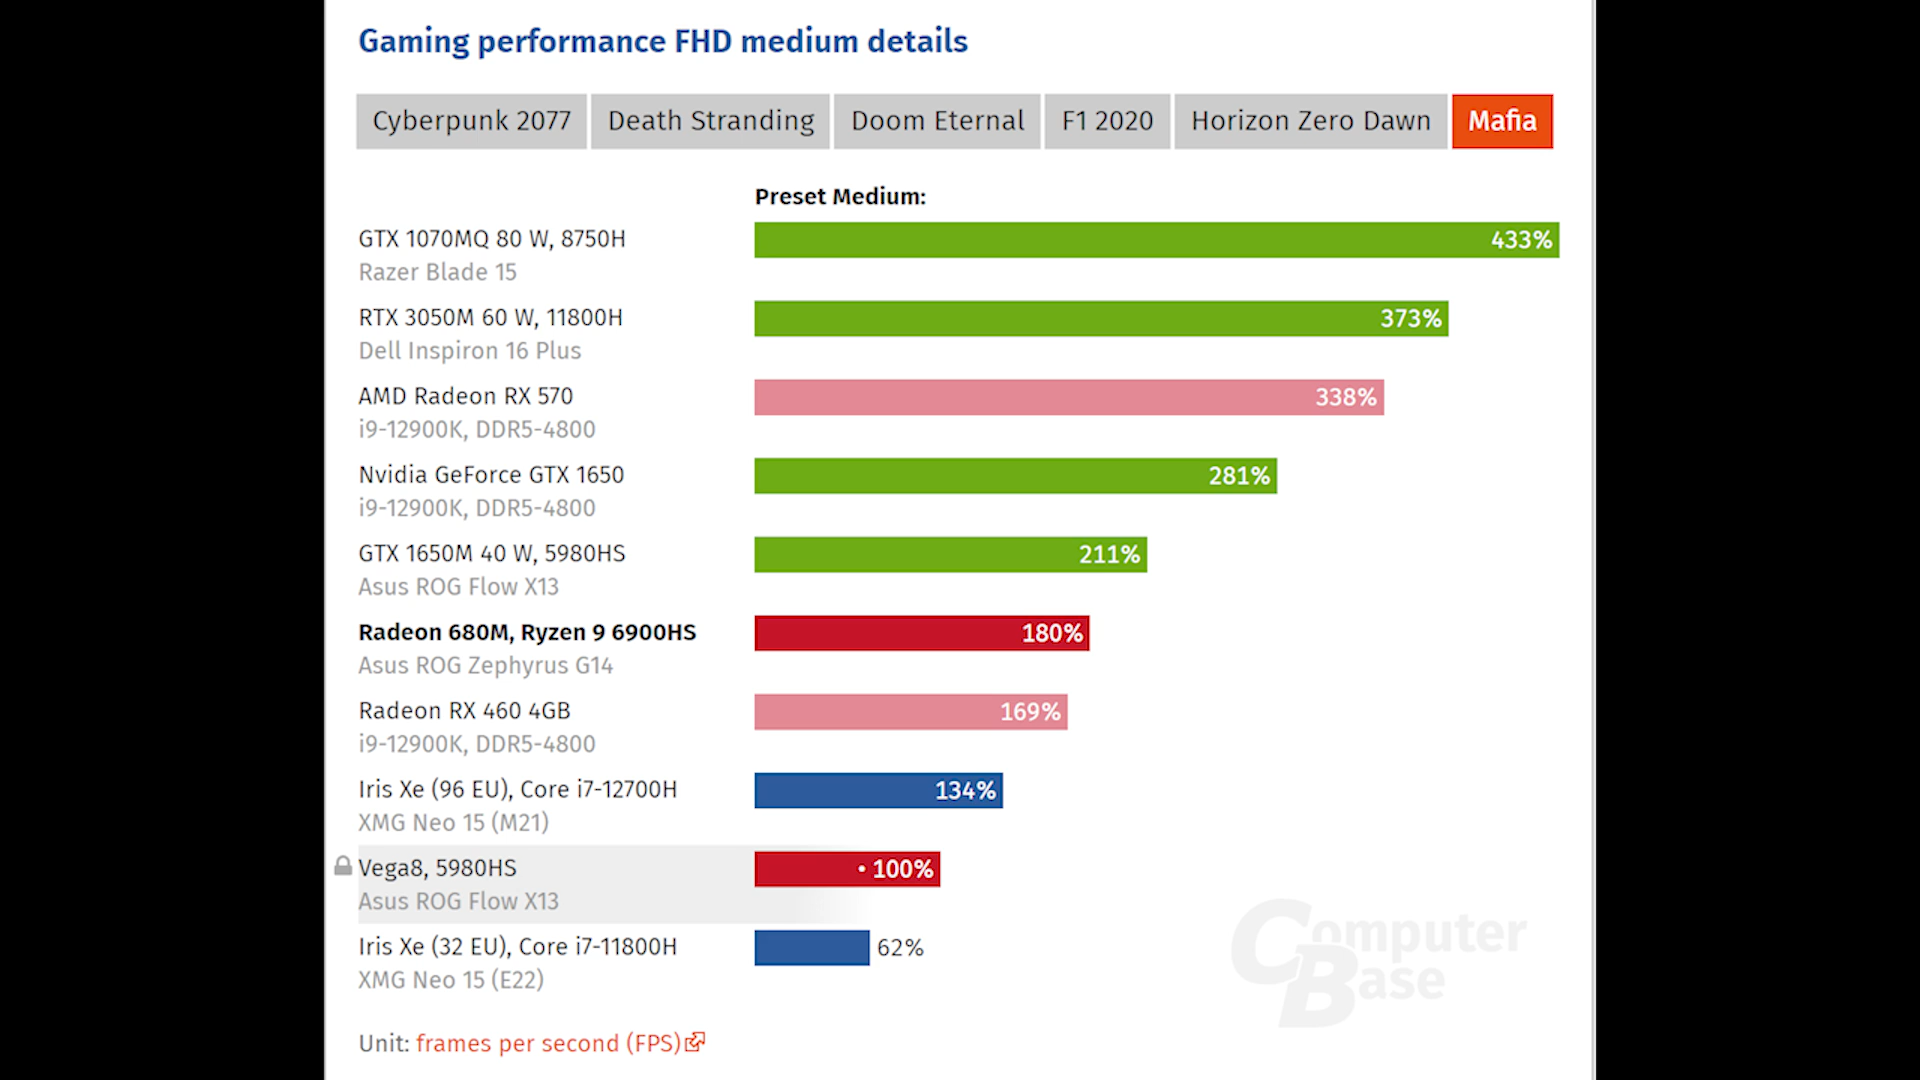 Gaming performance FHD medium details
Cyberpunk 2077 Death Stranding Doom Eternal F1 2020 Horizon Zero Dawn Mafia
Preset Medium:
GTX 1070MQ 80 W, 8750H 433%
Razer Blade 15
RTX 3050M 60 W, 11800H 373%
Dell Inspiron 16 Plus
AMD Radeon RX 570 338%
i9-12900K, DDR5-4800
Nvidia GeForce GTX 1650 281%
i9-12900K, DDR5-4800
GTX 1650M 40 W, 5980HS 211%
Asus ROG Flow X13
Radeon 680M, Ryzen 9 6900HS 180%
Asus ROG Zephyrus G14
Radeon RX 460 4GB 169%
i9-12900K, DDR5-4800
Iris Xe (96 EU), Core i7-12700H 134%
XMG Neo 15 (M21)
Vega8, 5980HS • 100%
Asus ROG Flow X13
Iris Xe (32 EU), Core i7-11800H 62%
XMG Neo 15 (E22)
Computer
Base
Unit: frames per second (FPS)